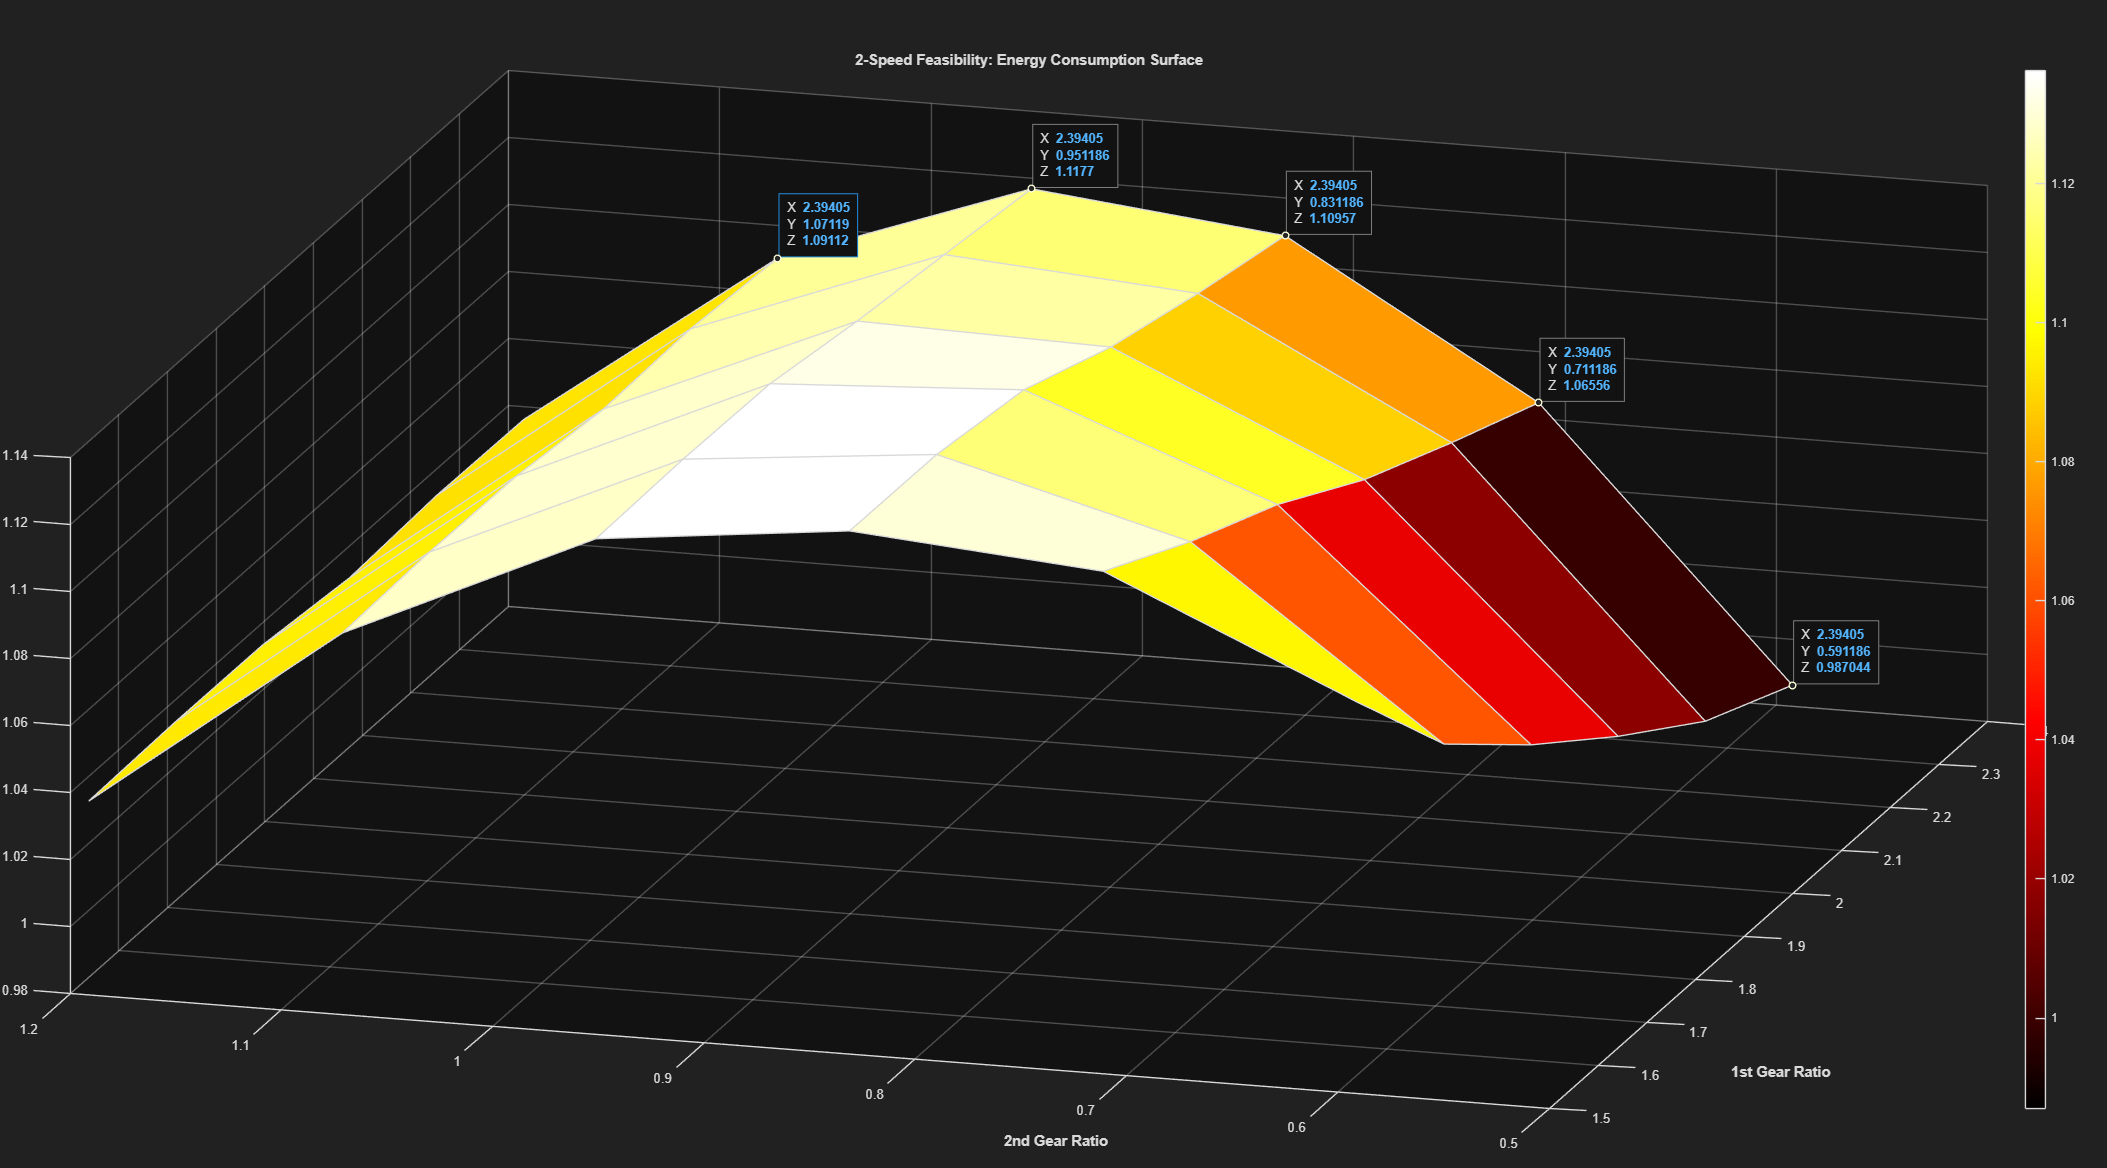 2-Speed Feasibility: Energy Consumption Surface
X 2.39405
Y 0.951186
Z 1.1177
X 2.39405
Y 0.831186
Z 1.10957
X 2.39405
Y 1.07119
Z 1.09112
X 2.39405
Y 0.711186
Z 1.06556
X 2.39405
Y 0.591186
Z 0.987044
1.14
1.12
1.1
1.08
1.06
1.04
1.02
1
0.98
1.2
1.1
1
0.9
0.8
0.7
0.6
0.5
2nd Gear Ratio
2.3
2.2
2.1
2
1.9
1.8
1.7
1.6
1.5
1st Gear Ratio
1.12
1.1
1.08
1.06
1.04
1.02
1